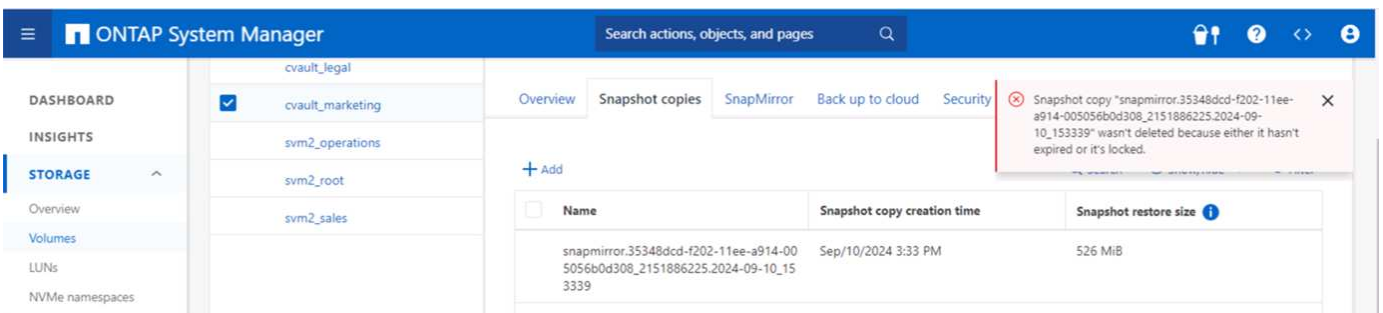 ONTAP System Manager
Search actions, objects, and pages
DASHBOARD
INSIGHTS
STORAGE
Overview
Volumes
LUNs
NVMe namespaces
cvault_legal
cvault_marketing
svm2_operations
svm2_root
svm2_sales
Overview Snapshot copies SnapMirror Back up to cloud Security
Snapshot copy "snapmirror.35348dcd-f202-11ee-
a914-005056b0d308_2151886225.2024-09-
10_153339" wasn't deleted because either it hasn't
expired or it's locked.
Add
Name Snapshot copy creation time Snapshot restore size
snapmirror.35348dcd-f202-11ee-a914-00 Sep/10/2024 3:33 PM 526 MiB
5056b0d308_2151886225.2024-09-10_15
3339